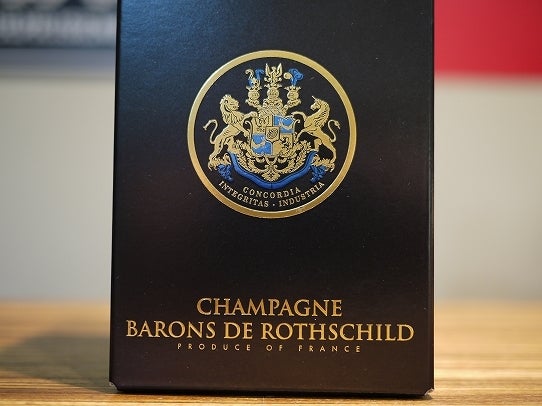 CONCORDIA
INTEGRITAS · INDUSTRIA
CHAMPAGNE
BARONS DE ROTHSCHILD
PRODUCE OF FRANCE